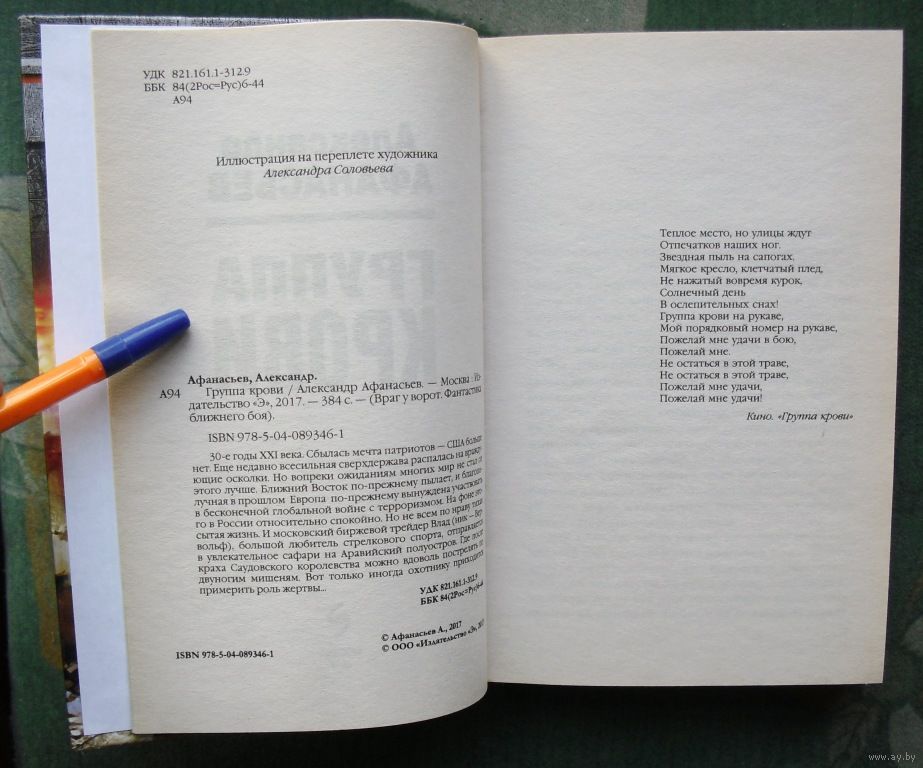 УДК 821.161.1-312.9
ББК 84(2Рос=Рус)6-44
А94
Иллюстрация на переплете художника
Александра Соловьева
Афанасьев, Александр.
А94 Группа крови / Александр Афанасьев. — Москва : Из-
дательство «Э», 2017. — 384 с. — (Враг у ворот. Фантастика
ближнего боя).
ISBN 978-5-04-089346-1
30-е годы XXI века. Сбылась мечта патриотов — США больше
нет. Еще недавно всесильная сверхдержава распалась на вражду-
ющие осколки. Но вопреки ожиданиям многих мир не стал от
этого лучше. Ближний Восток по-прежнему пылает, и благопо-
лучная в прошлом Европа по-прежнему вынуждена участвовать
в бесконечной глобальной войне с терроризмом. На фоне это-
го в России относительно спокойно. Но не всем по нраву тихая
сытая жизнь. И московский биржевой трейдер Влад (ник — Вер-
вольф), большой любитель стрелкового спорта, отправляется
в увлекательное сафари на Аравийский полуостров. Где после
краха Саудовского королевства можно вдоволь пострелять по
двуногим мишеням. Вот только иногда охотнику приходится
примерить роль жертвы...
УДК 821.161.1-312.9
ББК 84(2Рос=Рус)6-44
© Афанасьев А., 2017
© ООО «Издательство «Э», 2017
ISBN 978-5-04-089346-1
Теплое место, но улицы ждут
Отпечатков наших ног.
Звездная пыль на сапогах.
Мягкое кресло, клетчатый плед,
Не нажатый вовремя курок,
Солнечный день
В ослепительных снах!
Группа крови на рукаве,
Мой порядковый номер на рукаве,
Пожелай мне удачи в бою,
Пожелай мне.
Не остаться в этой траве,
Не остаться в этой траве,
Пожелай мне удачи,
Пожелай мне удачи!
Кино. «Группа крови»
www.ay.by